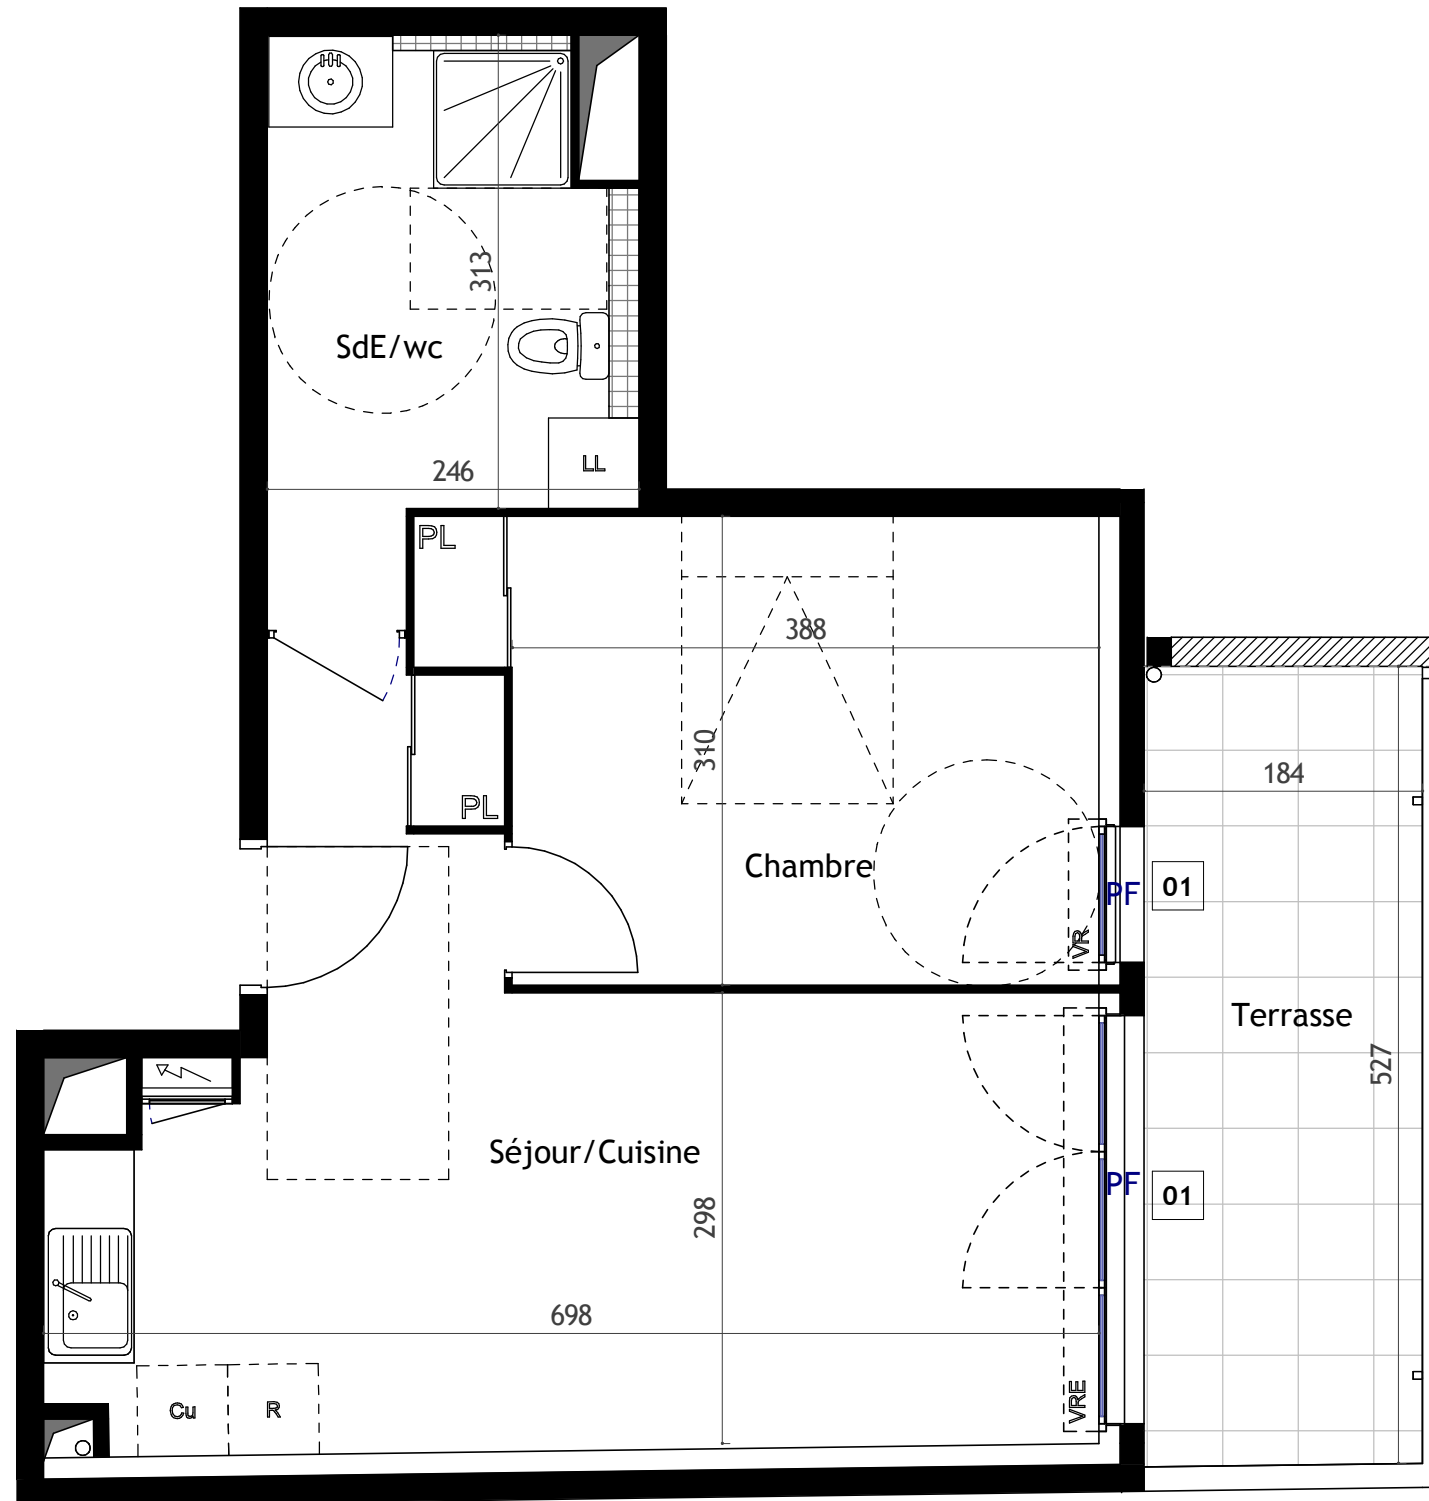 313
SdE/wc
246
LL
PL
388
310
PL
184
Chambre
PF
01
VR
Terrasse
527
Séjour/Cuisine
PF
01
298
698
VRE
Cu
R